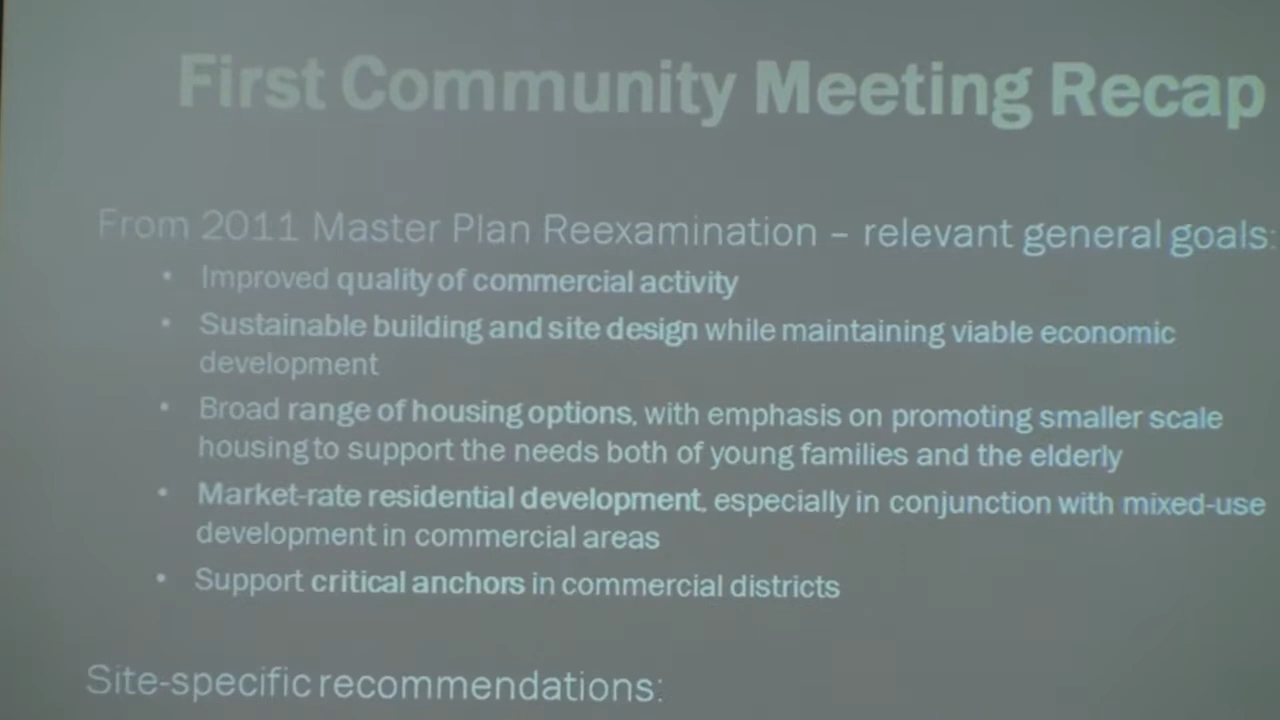 First Community Meeting Recap
From 2011 Master Plan Reexamination – relevant general goals:
• Improved quality of commercial activity
• Sustainable building and site design while maintaining viable economic
development
• Broad range of housing options, with emphasis on promoting smaller scale
housing to support the needs both of young families and the elderly
• Market-rate residential development, especially in conjunction with mixed-use
development in commercial areas
• Support critical anchors in commercial districts
Site-specific recommendations: